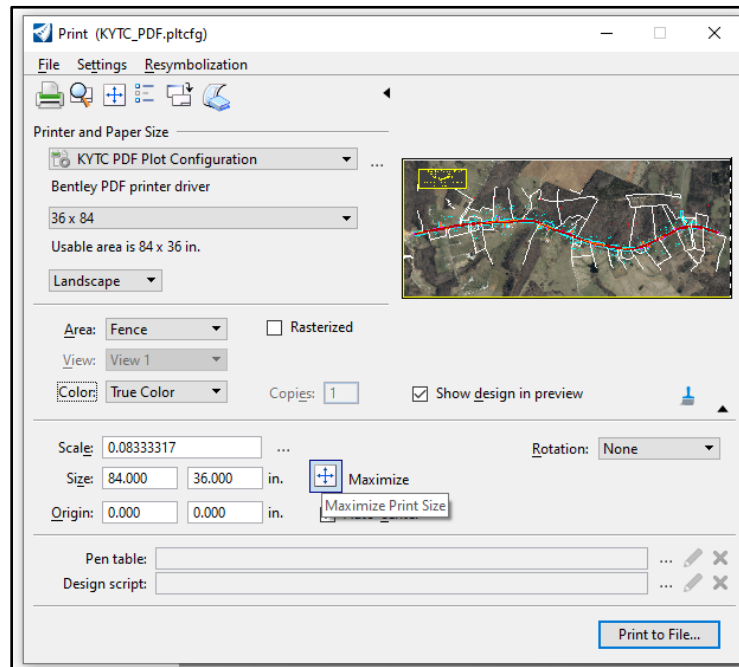 Print (KYTC_PDF.pltcfg)
File Settings Resymbolization
Printer and Paper Size
KYTC PDF Plot Configuration ...
Bentley PDF printer driver
36 x 84
Usable area is 84 x 36 in.
Landscape
Area: Fence Rasterized
View: View 1
Color: True Color Copies: 1 Show design in preview
Scale: 0.08333317 ... Rotation: None
Size: 84.000 36.000 in. Maximize
Maximize Print Size
Origin: 0.000 0.000 in.
Pen table: ...
Design script: ...
Print to File...